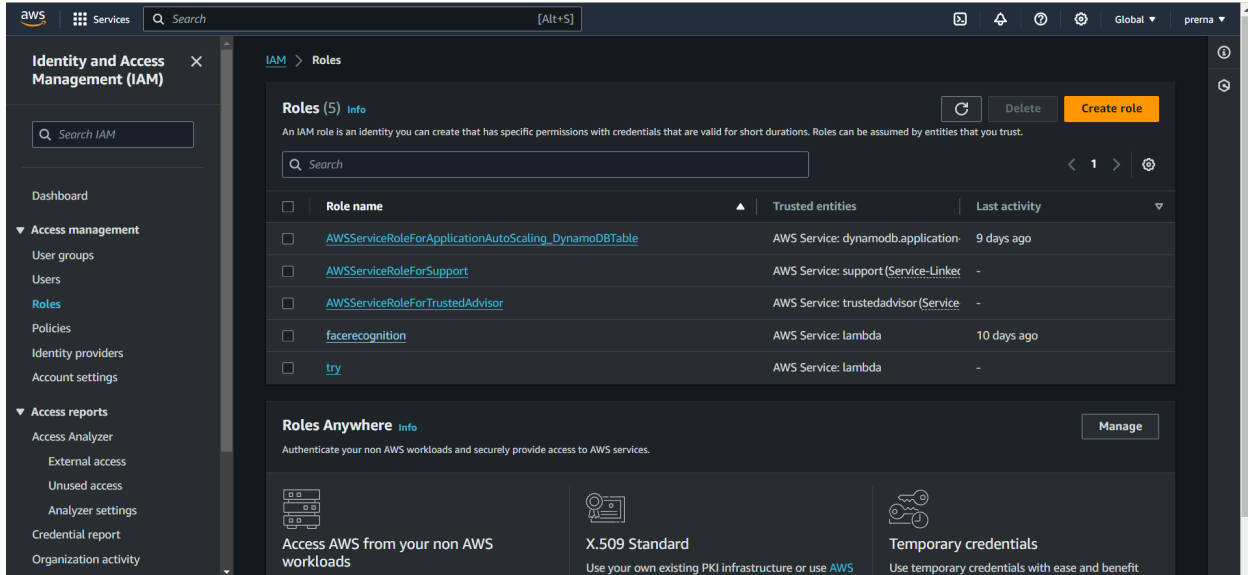 aws
Services
Search
[Alt+S]
Global
prerna
Identity and Access
Management (IAM)
Search IAM
Dashboard
Access management
User groups
Users
Roles
Policies
Identity providers
Account settings
Access reports
Access Analyzer
External access
Unused access
Analyzer settings
Credential report
Organization activity
IAM > Roles
Roles (5) Info
Delete
Create role
An IAM role is an identity you can create that has specific permissions with credentials that are valid for short durations. Roles can be assumed by entities that you trust.
Search
1
Role name Trusted entities Last activity
AWSServiceRoleForApplicationAutoScaling_DynamoDBTable AWS Service: dynamodb.application- 9 days ago
AWSServiceRoleForSupport AWS Service: support (Service-Linked -
AWSServiceRoleForTrustedAdvisor AWS Service: trustedadvisor (Service -
facerecognition AWS Service: lambda 10 days ago
try AWS Service: lambda -
Roles Anywhere Info
Manage
Authenticate your non AWS workloads and securely provide access to AWS services.
Access AWS from your non AWS
workloads
X.509 Standard
Use your own existing PKI infrastructure or use AWS
Temporary credentials
Use temporary credentials with ease and benefit